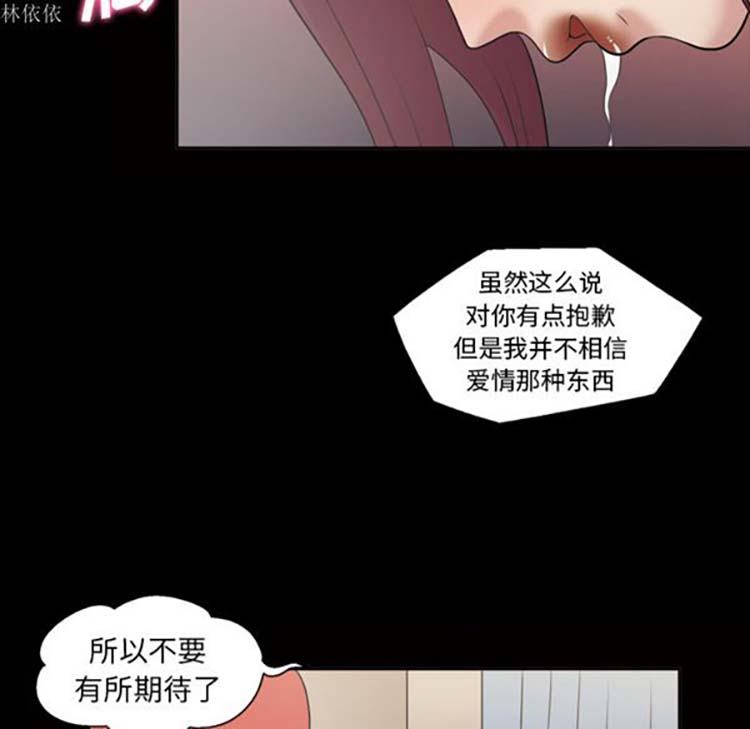 林依依
虽然这么说
对你有点抱歉
但是我并不相信
爱情那种东西
所以不要
有所期待了